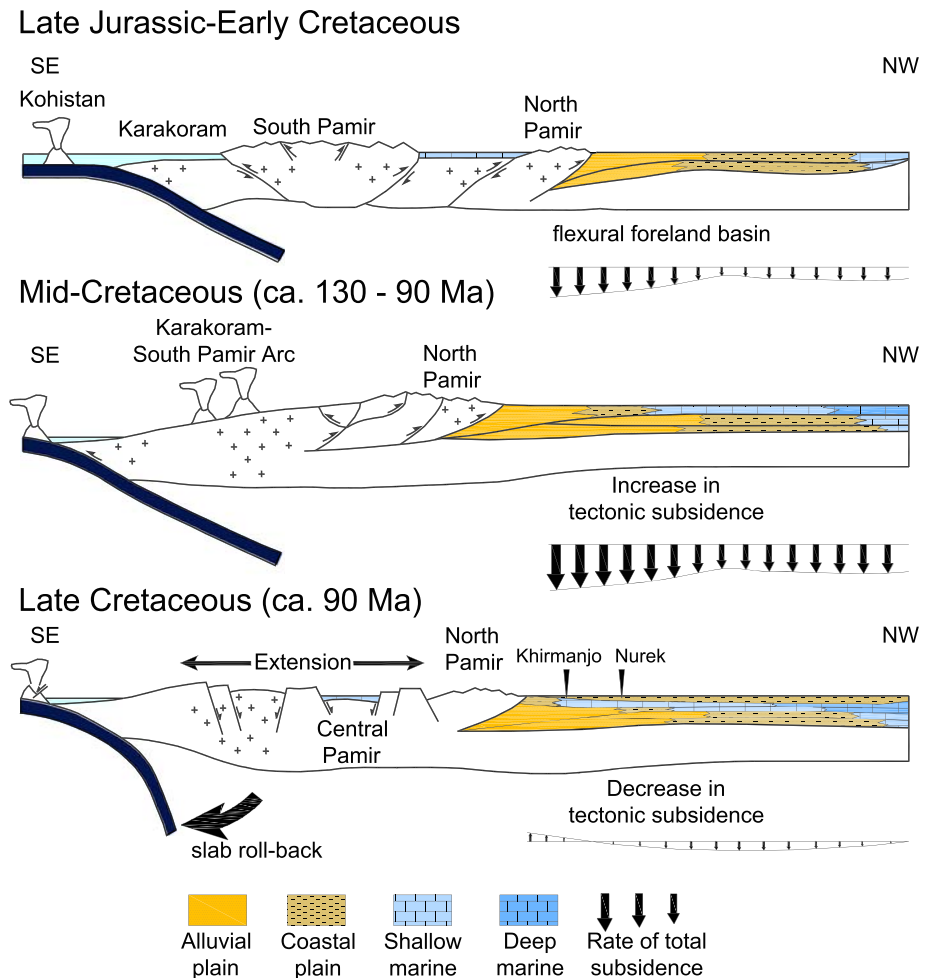 Late Jurassic-Early Cretaceous
SE
NW
Kohistan
Karakoram
South Pamir
North
Pamir
flexural foreland basin
Mid-Cretaceous (ca. 130 - 90 Ma)
Karakoram-
South Pamir Arc
SE
North
Pamir
NW
Increase in
tectonic subsidence
Late Cretaceous (ca. 90 Ma)
SE
Extension
North
Pamir
Khirmanjo
Nurek
NW
Central
Pamir
Decrease in
tectonic subsidence
slab roll-back
Alluvial
plain
Coastal
plain
Shallow
marine
Deep
marine
Rate of total
subsidence